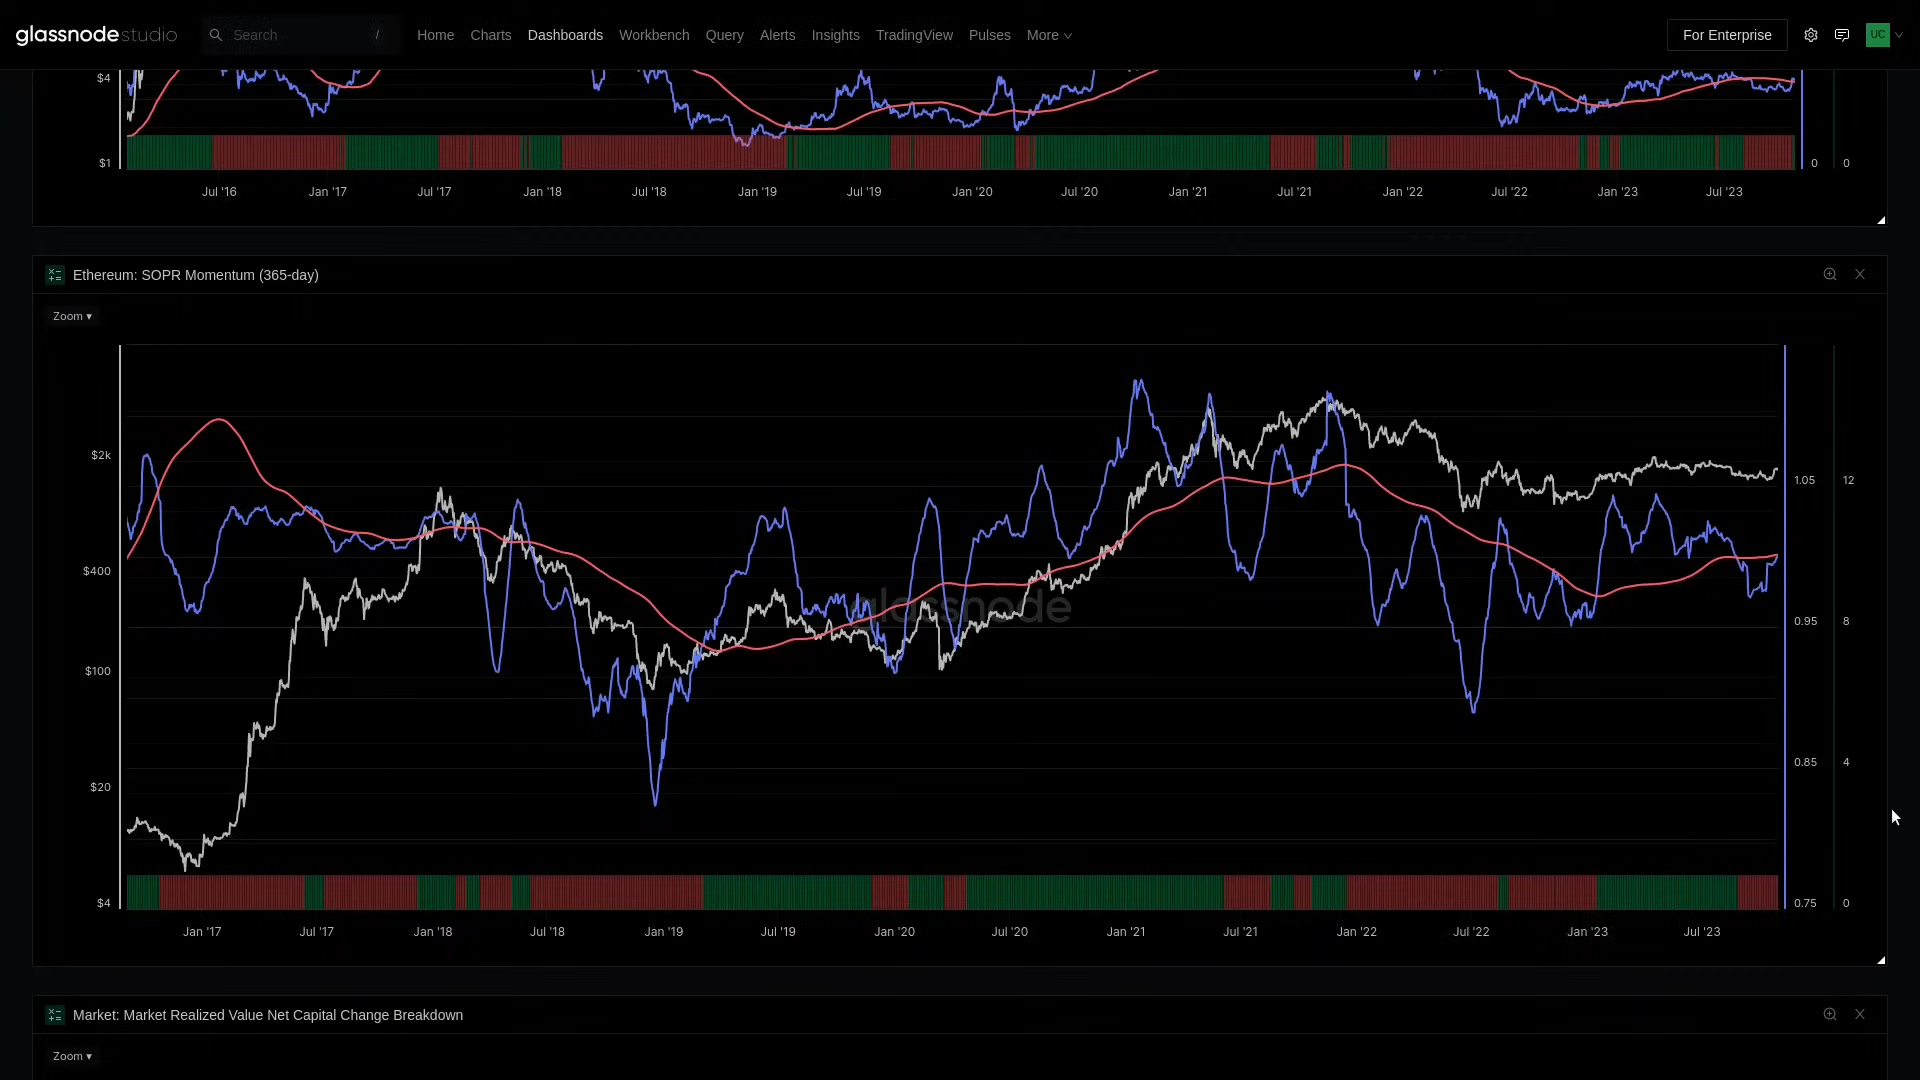 glassnodestudio
Search /
Home Charts Dashboards Workbench Query Alerts Insights TradingView Pulses More
For Enterprise
UC
$4
$1
0 0
Jul '16 Jan '17 Jul '17 Jan '18 Jul '18 Jan '19 Jul '19 Jan '20 Jul '20 Jan '21 Jul '21 Jan '22 Jul '22 Jan '23 Jul '23
Ethereum: SOPR Momentum (365-day)
Zoom ▾
$2k
1.05 12
$400
glassnode
0.95 8
$100
0.85 4
$20
$4
0.75 0
Jan '17 Jul '17 Jan '18 Jul '18 Jan '19 Jul '19 Jan '20 Jul '20 Jan '21 Jul '21 Jan '22 Jul '22 Jan '23 Jul '23
Market: Market Realized Value Net Capital Change Breakdown
Zoom ▾